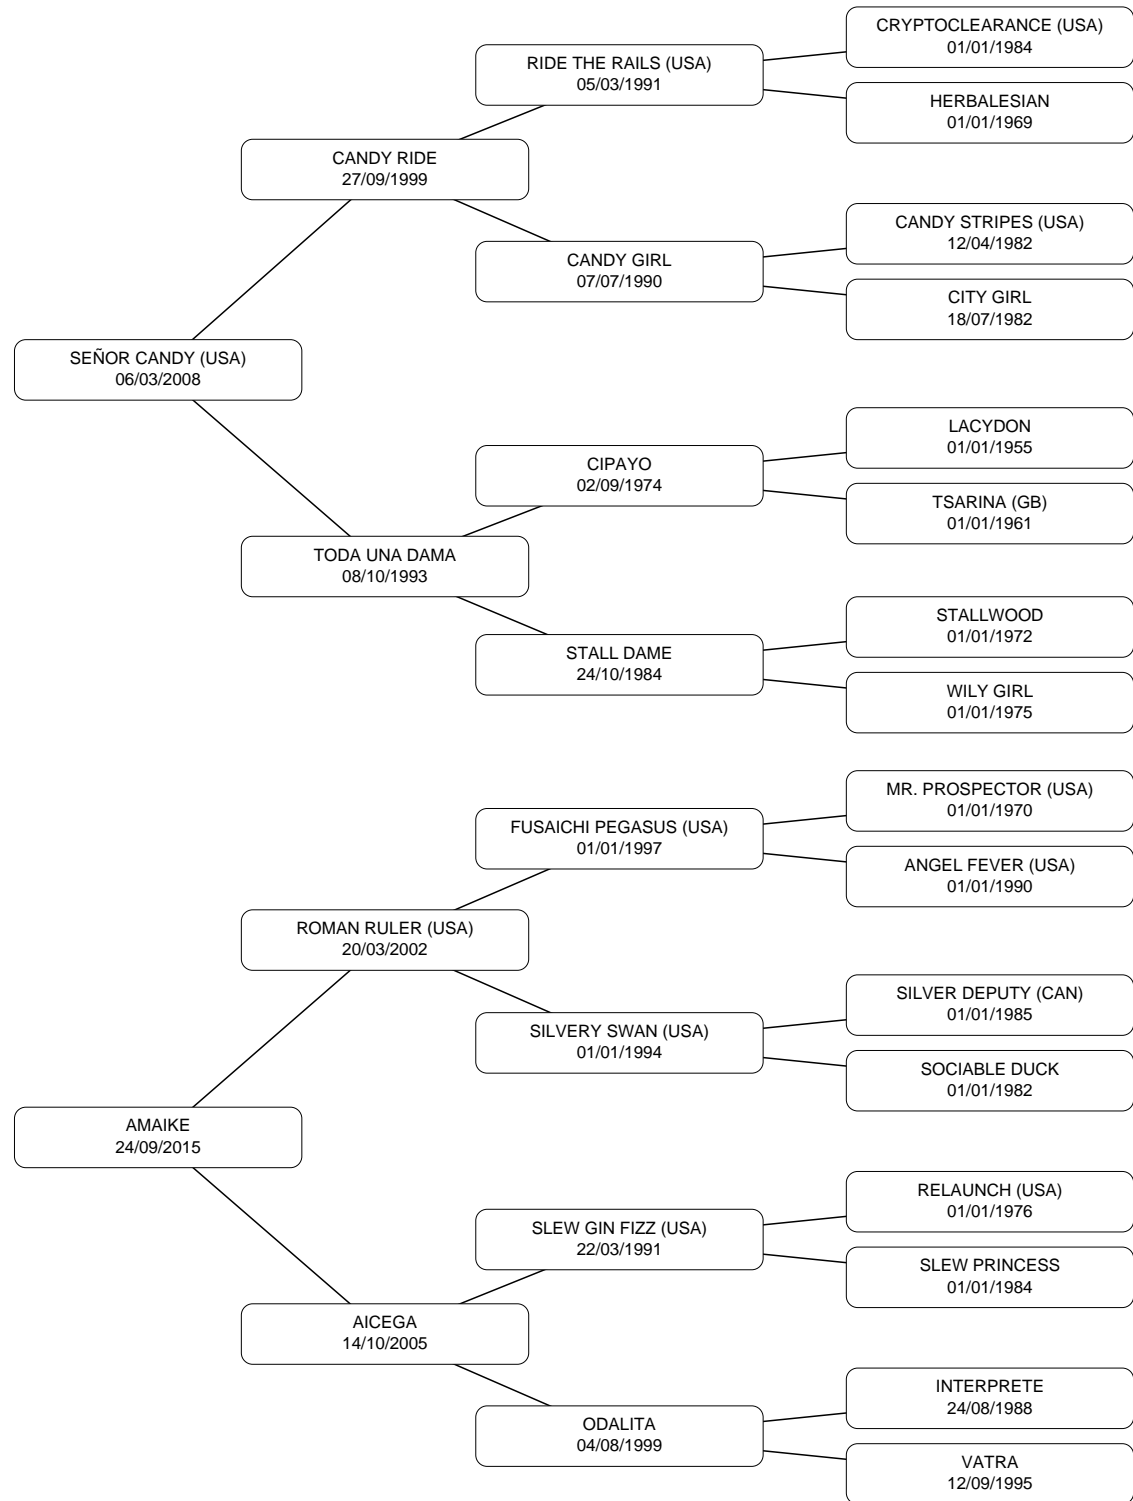 CRYPTOCLEARANCE (USA)
01/01/1984
RIDE THE RAILS (USA)
05/03/1991
HERBALESIAN
01/01/1969
CANDY RIDE
27/09/1999
CANDY STRIPES (USA)
12/04/1982
CANDY GIRL
07/07/1990
CITY GIRL
18/07/1982
SEÑOR CANDY (USA)
06/03/2008
LACYDON
01/01/1955
CIPAYO
02/09/1974
TSARINA (GB)
01/01/1961
TODA UNA DAMA
08/10/1993
STALLWOOD
01/01/1972
STALL DAME
24/10/1984
WILY GIRL
01/01/1975
MR. PROSPECTOR (USA)
01/01/1970
FUSAICHI PEGASUS (USA)
01/01/1997
ANGEL FEVER (USA)
01/01/1990
ROMAN RULER (USA)
20/03/2002
SILVER DEPUTY (CAN)
01/01/1985
SILVERY SWAN (USA)
01/01/1994
SOCIABLE DUCK
01/01/1982
AMAIKE
24/09/2015
RELAUNCH (USA)
01/01/1976
SLEW GIN FIZZ (USA)
22/03/1991
SLEW PRINCESS
01/01/1984
AICEGA
14/10/2005
INTERPRETE
24/08/1988
ODALITA
04/08/1999
VATRA
12/09/1995